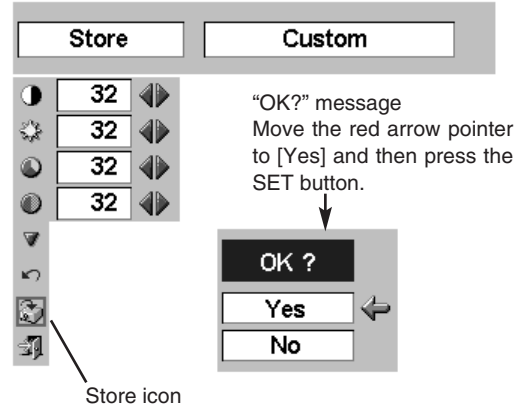 Store Custom
32
32
32
32
“OK?” message
Move the red arrow pointer
to [Yes] and then press the
SET button.
OK ?
Yes
No
Store icon